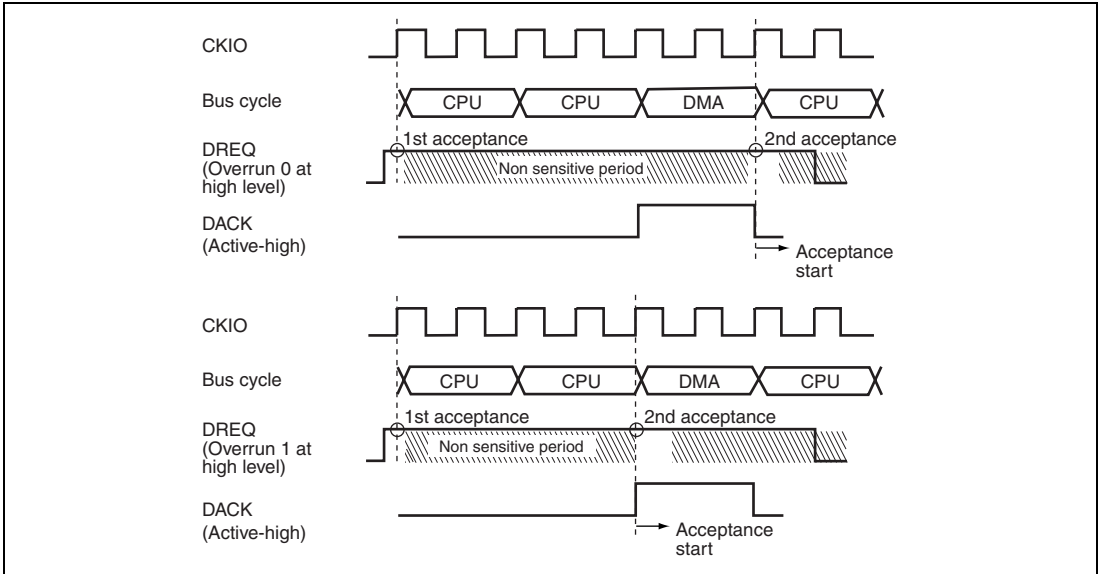 CKIO
Bus cycle
CPU
CPU
DMA
CPU
1st acceptance
2nd acceptance
DREQ
(Overrun 0 at
high level)
Non sensitive period
DACK
(Active-high)
Acceptance
start
CKIO
Bus cycle
CPU
CPU
DMA
CPU
1st acceptance
2nd acceptance
DREQ
(Overrun 1 at
high level)
Non sensitive period
DACK
(Active-high)
Acceptance
start